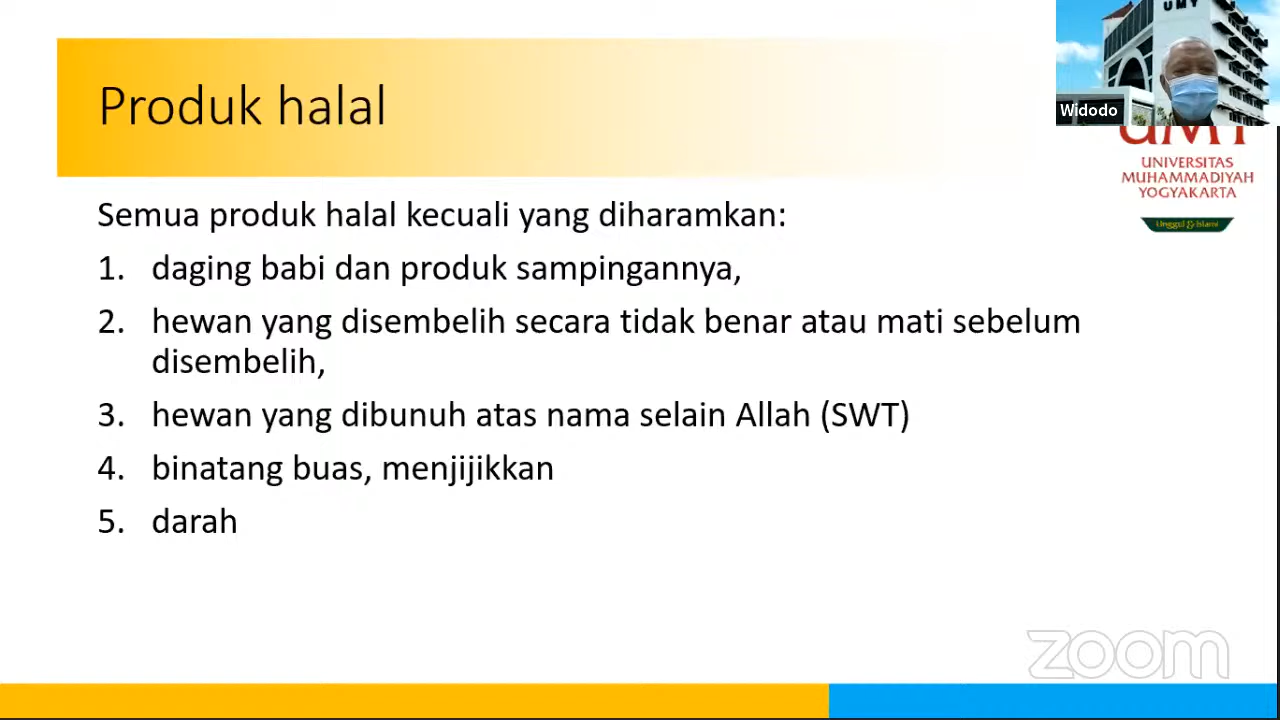 UMY
Widodo
Produk halal
UMY
UNIVERSITAS
MUHAMMADIYAH
YOGYAKARTA
Unggul & Islami
Semua produk halal kecuali yang diharamkan:
1. daging babi dan produk sampingannya,
2. hewan yang disembelih secara tidak benar atau mati sebelum
disembelih,
3. hewan yang dibunuh atas nama selain Allah (SWT)
4. binatang buas, menjijikkan
5. darah
zoom